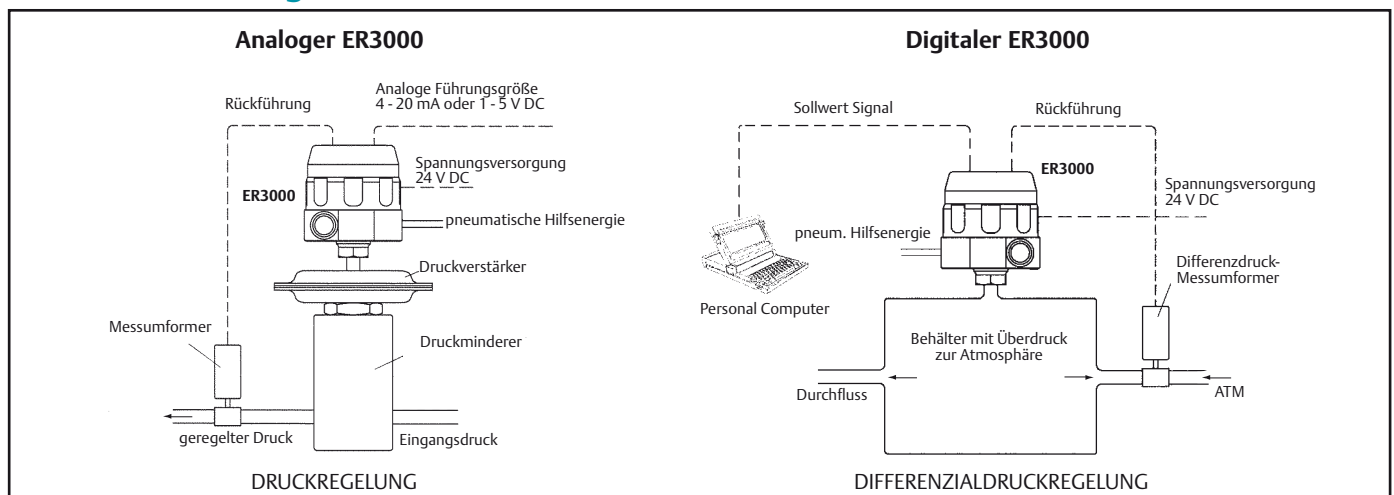 Analoger ER3000
Rückführung
Analoge Führungsgröße
4 - 20 mA oder 1 - 5 V DC
Spannungsversorgung
24 V DC
ER3000
pneumatische Hilfsenergie
Druckverstärker
Messumformer
Druckminderer
geregelter Druck
Eingangsdruck
DRUCKREGELUNG
Digitaler ER3000
Sollwert Signal
Rückführung
ER3000
Spannungsversorgung
24 V DC
pneum. Hilfsenergie
Differenzdruck-
Messumformer
Personal Computer
Behälter mit Überdruck
zur Atmosphäre
Durchfluss
ATM
DIFFERENZIALDRUCKREGELUNG